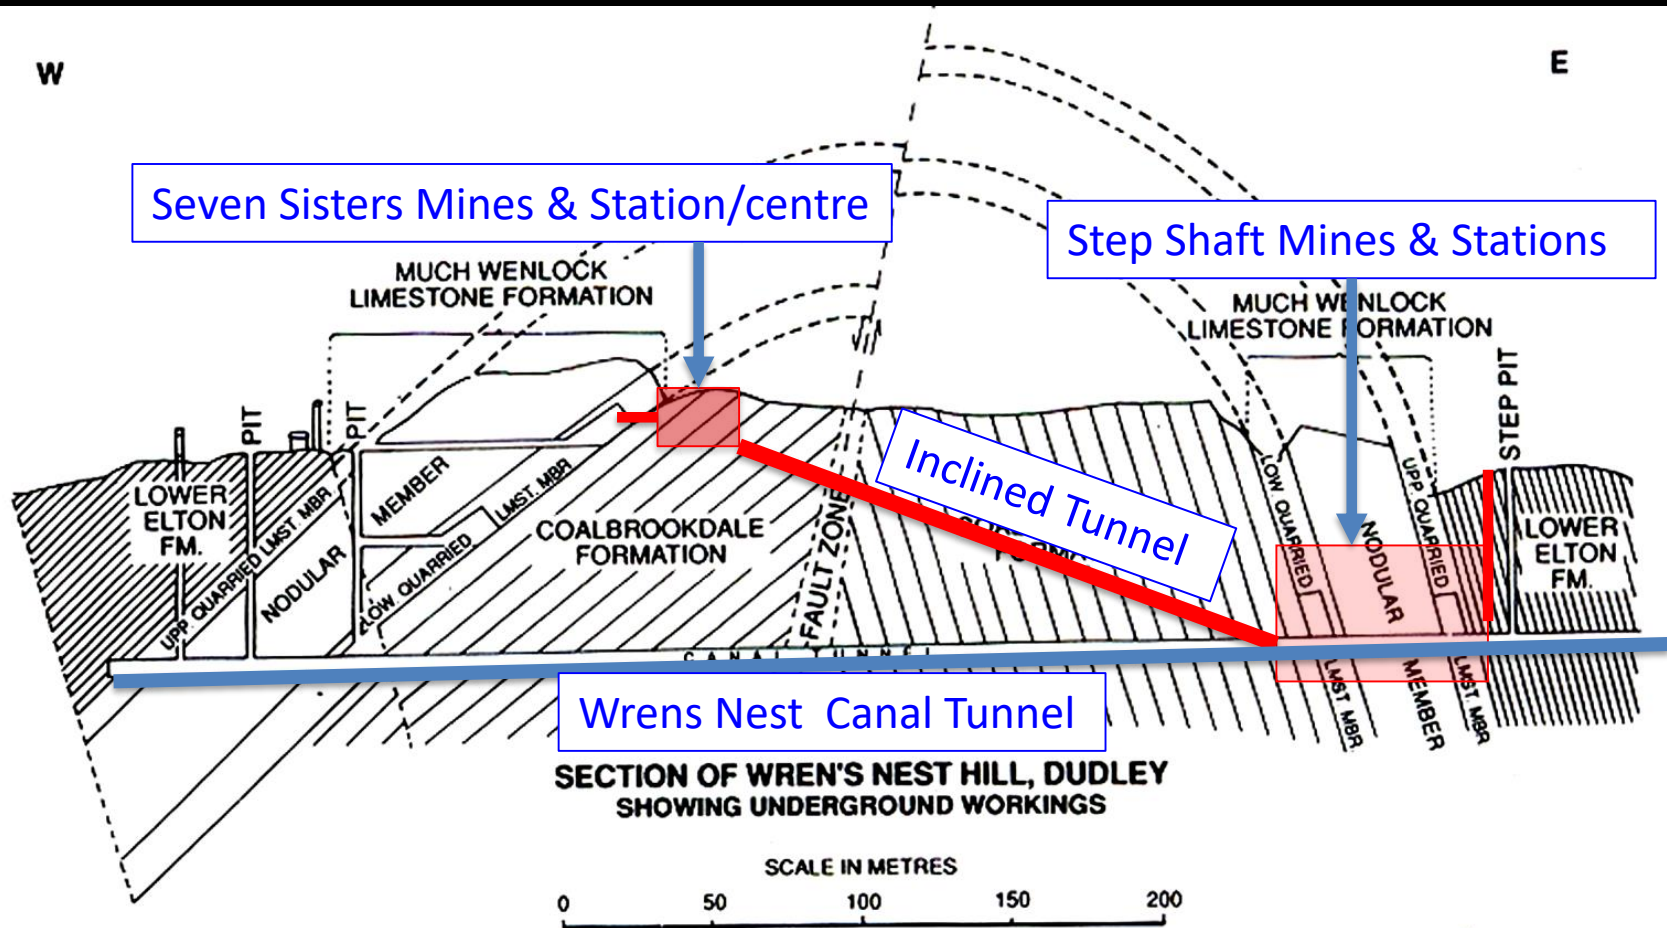 W
E
Seven Sisters Mines & Station/centre
Step Shaft Mines & Stations
MUCH WENLOCK
LIMESTONE FORMATION
MUCH WENLOCK
LIMESTONE FORMATION
STEP PIT
PIT
PIT
Inclined Tunnel
LOWER
ELTON
FM.
UPP. QUARRIED LMST. MBR
NODULAR
MEMBER
LOW. QUARRIED
LMST. MBR
COALBROOKDALE
FORMATION
FAULT ZONE
LOW. QUARRIED
LMST MBR
NODULAR
MEMBER
UPP. QUARRIED
LMST. MBR
LOWER
ELTON
FM.
CANAL TUNNEL
Wrens Nest Canal Tunnel
SECTION OF WREN'S NEST HILL, DUDLEY
SHOWING UNDERGROUND WORKINGS
SCALE IN METRES
0 50 100 150 200